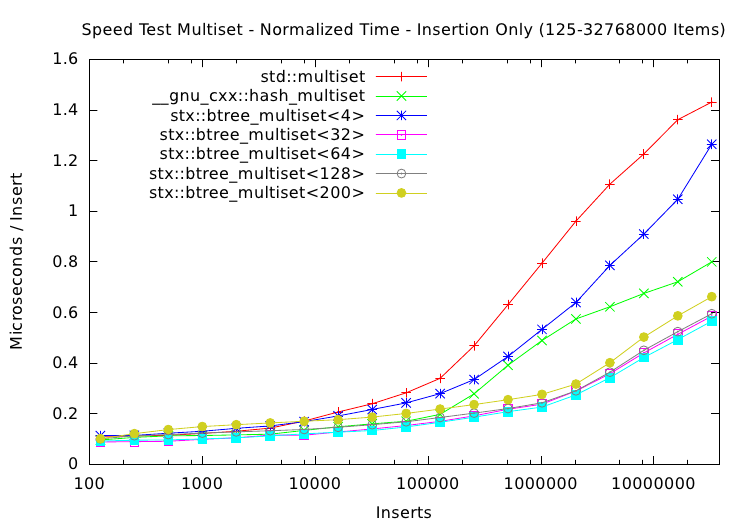 Speed Test Multiset - Normalized Time - Insertion Only (125-32768000 Items)
1.6
1.4
1.2
1
0.8
0.6
0.4
0.2
0
Microseconds / Insert
std::multiset
__gnu_cxx::hash_multiset
stx::btree_multiset<4>
stx::btree_multiset<32>
stx::btree_multiset<64>
stx::btree_multiset<128>
stx::btree_multiset<200>
100 1000 10000 100000 1000000 10000000
Inserts